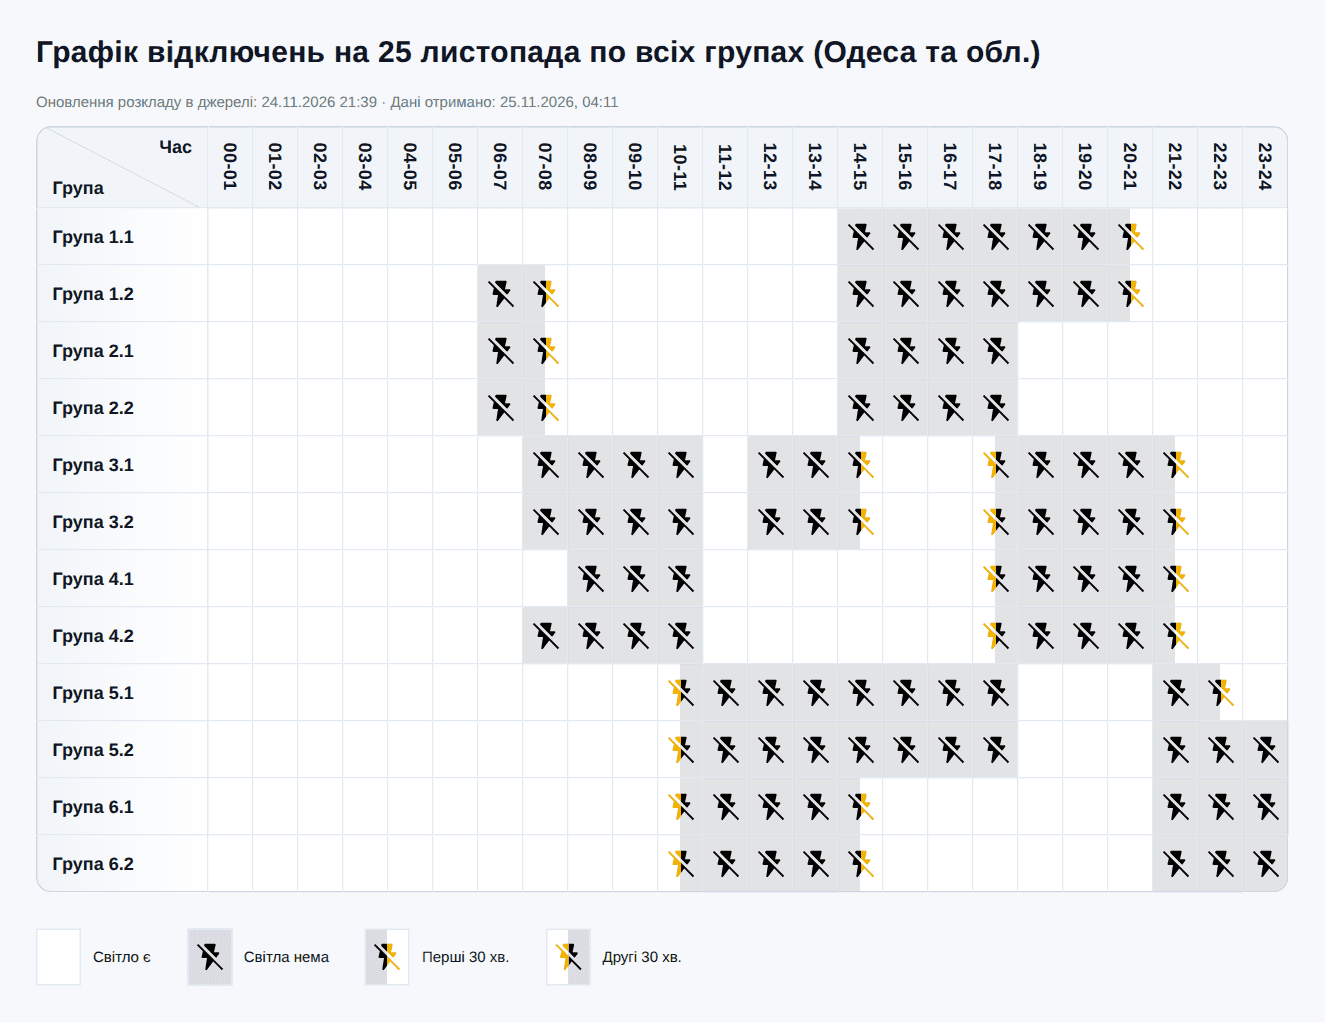 Графік відключень на 25 листопада по всіх групах (Одеса та обл.)
Оновлення розкладу в джерелі: 24.11.2026 21:39 · Дані отримано: 25.11.2026, 04:11
Час
Група
00-01 01-02 02-03 03-04 04-05 05-06 06-07 07-08 08-09 09-10 10-11 11-12 12-13 13-14 14-15 15-16 16-17 17-18 18-19 19-20 20-21 21-22 22-23 23-24
Група 1.1
Група 1.2
Група 2.1
Група 2.2
Група 3.1
Група 3.2
Група 4.1
Група 4.2
Група 5.1
Група 5.2
Група 6.1
Група 6.2
Світло є Світла нема Перші 30 хв. Другі 30 хв.